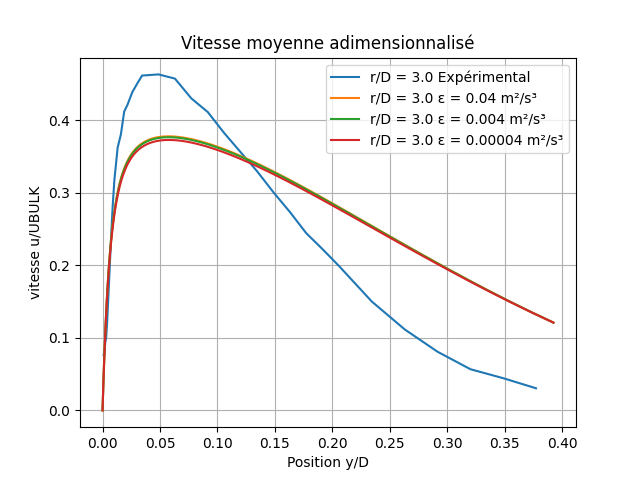 Vitesse moyenne adimensionnalisé
r/D = 3.0 Expérimental
r/D = 3.0 ε = 0.04 m²/s³
r/D = 3.0 ε = 0.004 m²/s³
r/D = 3.0 ε = 0.00004 m²/s³
vitesse u/UBULK
0.4
0.3
0.2
0.1
0.0
0.00 0.05 0.10 0.15 0.20 0.25 0.30 0.35 0.40
Position y/D